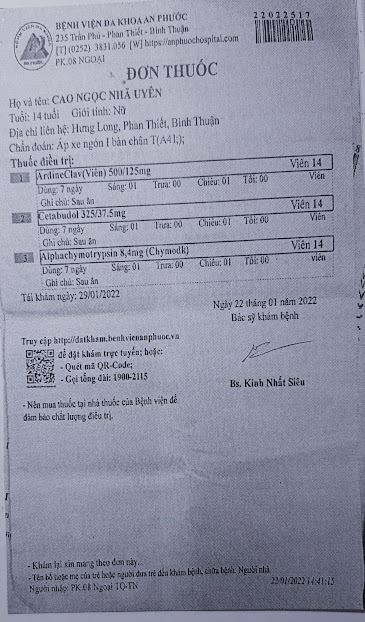 BỆNH VIỆN ĐA KHOA AN PHƯỚC
235 Trần Phú - Phan Thiết - Bình Thuận
[T] (0252) 3831.056 [W] https://anphuochospital.com
PK.08 NGOẠI
22022517
ĐƠN THUỐC
Họ và tên: CAO NGỌC NHÃ UYÊN
Tuổi: 14 tuổi Giới tính: Nữ
Địa chỉ liên hệ: Hưng Long, Phan Thiết, Bình Thuận
Chẩn đoán: Áp xe ngón I bàn chân T(A41;);
Thuốc điều trị:
1 ArdineClav(Viên) 500/125mg Viên 14
Dùng: 7 ngày Sáng: 01 Trưa: 00 Chiều: 01 Tối: 00 Viên
Ghi chú: Sau ăn
2 Cetabudol 325/37.5mg Viên 14
Dùng: 7 ngày Sáng: 01 Trưa: 00 Chiều: 01 Tối: 00 Viên
Ghi chú: Sau ăn
3 Alphachymotrypsin 8,4mg (Chymodk) Viên 14
Dùng: 7 ngày Sáng: 01 Trưa: 00 Chiều: 01 Tối: 00 viên
Ghi chú: Sau ăn
Tái khám ngày: 29/01/2022
Ngày 22 tháng 01 năm 2022
Bác sỹ khám bệnh
Truy cập http://datkham.benhvienanphuoc.vn
để đặt khám trực tuyến; hoặc:
- Quét mã QR-Code;
- Gọi tổng đài: 1900-2115
Bs. Kinh Nhất Siêu
- Nên mua thuốc tại nhà thuốc của Bệnh viện để
đảm bảo chất lượng điều trị.
- Khám lại xin mang theo đơn này.
- Tên bố hoặc mẹ của trẻ hoặc người đưa trẻ đến khám bệnh, chữa bệnh: Người nhà
Người nhập: PK.08 Ngoại TQ-TN
22/01/2022 14:41:15